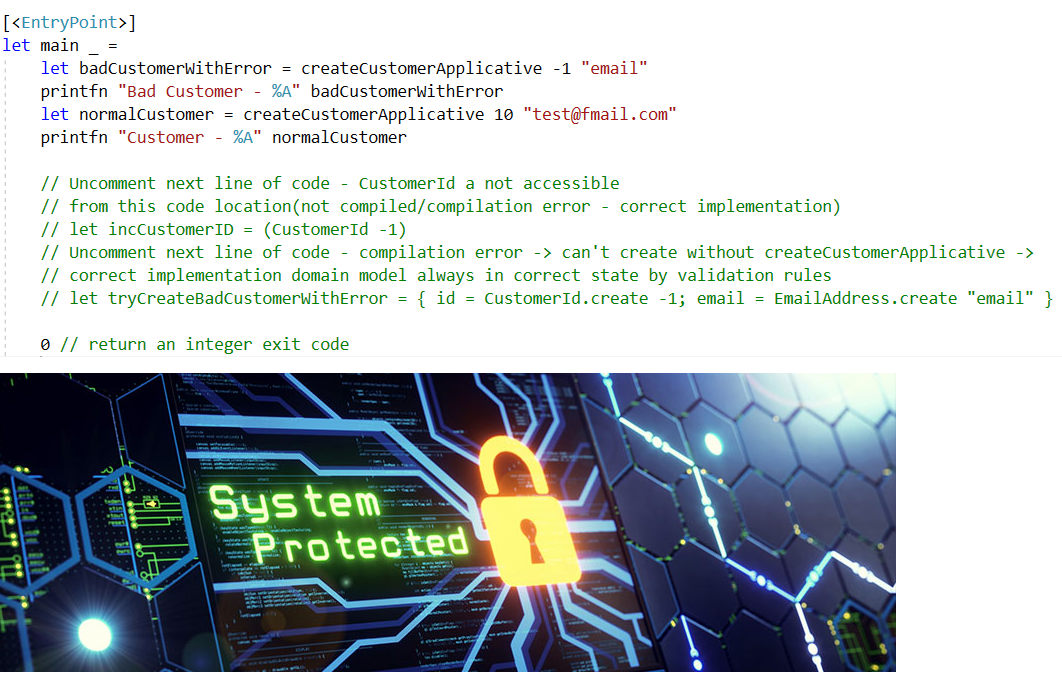 [<EntryPoint>]
let main _ =
    let badCustomerWithError = createCustomerApplicative -1 "email"
    printfn "Bad Customer - %A" badCustomerWithError
    let normalCustomer = createCustomerApplicative 10 "test@fmail.com"
    printfn "Customer - %A" normalCustomer
    // Uncomment next line of code - CustomerId a not accessible
    // from this code location(not compiled/compilation error - correct implementation)
    // let incCustomerID = (CustomerId -1)
    // Uncomment next line of code - compilation error -> can't create without createCustomerApplicative ->
    // correct implementation domain model always in correct state by validation rules
    // let tryCreateBadCustomerWithError = { id = CustomerId.create -1; email = EmailAddress.create "email" }
    0 // return an integer exit code
System
Protected